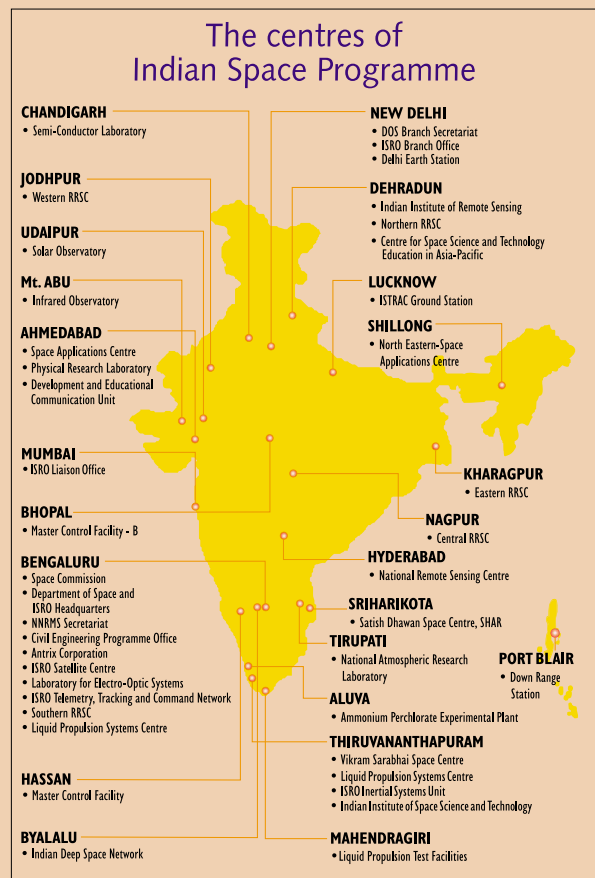 The centres of
Indian Space Programme
CHANDIGARH
• Semi-Conductor Laboratory
JODHPUR
• Western RRSC
UDAIPUR
• Solar Observatory
Mt. ABU
• Infrared Observatory
AHMEDABAD
• Space Applications Centre
• Physical Research Laboratory
• Development and Educational
Communication Unit
MUMBAI
• ISRO Liaison Office
BHOPAL
• Master Control Facility - B
BENGALURU
• Space Commission
• Department of Space and
ISRO Headquarters
• NNRMS Secretariat
• Civil Engineering Programme Office
• Antrix Corporation
• ISRO Satellite Centre
• Laboratory for Electro-Optic Systems
• ISRO Telemetry, Tracking and Command Network
• Southern RRSC
• Liquid Propulsion Systems Centre
HASSAN
• Master Control Facility
BYALALU
• Indian Deep Space Network
NEW DELHI
• DOS Branch Secretariat
• ISRO Branch Office
• Delhi Earth Station
DEHRADUN
• Indian Institute of Remote Sensing
• Northern RRSC
• Centre for Space Science and Technology
Education in Asia-Pacific
LUCKNOW
• ISTRAC Ground Station
SHILLONG
• North Eastern-Space
Applications Centre
KHARAGPUR
• Eastern RRSC
NAGPUR
• Central RRSC
HYDERABAD
• National Remote Sensing Centre
SRIHARIKOTA
• Satish Dhawan Space Centre, SHAR
TIRUPATI
• National Atmospheric Research
Laboratory
PORT BLAIR
• Down Range
Station
ALUVA
• Ammonium Perchlorate Experimental Plant
THIRUVANANTHAPURAM
• Vikram Sarabhai Space Centre
• Liquid Propulsion Systems Centre
• ISRO Inertial Systems Unit
• Indian Institute of Space Science and Technology
MAHENDRAGIRI
• Liquid Propulsion Test Facilities